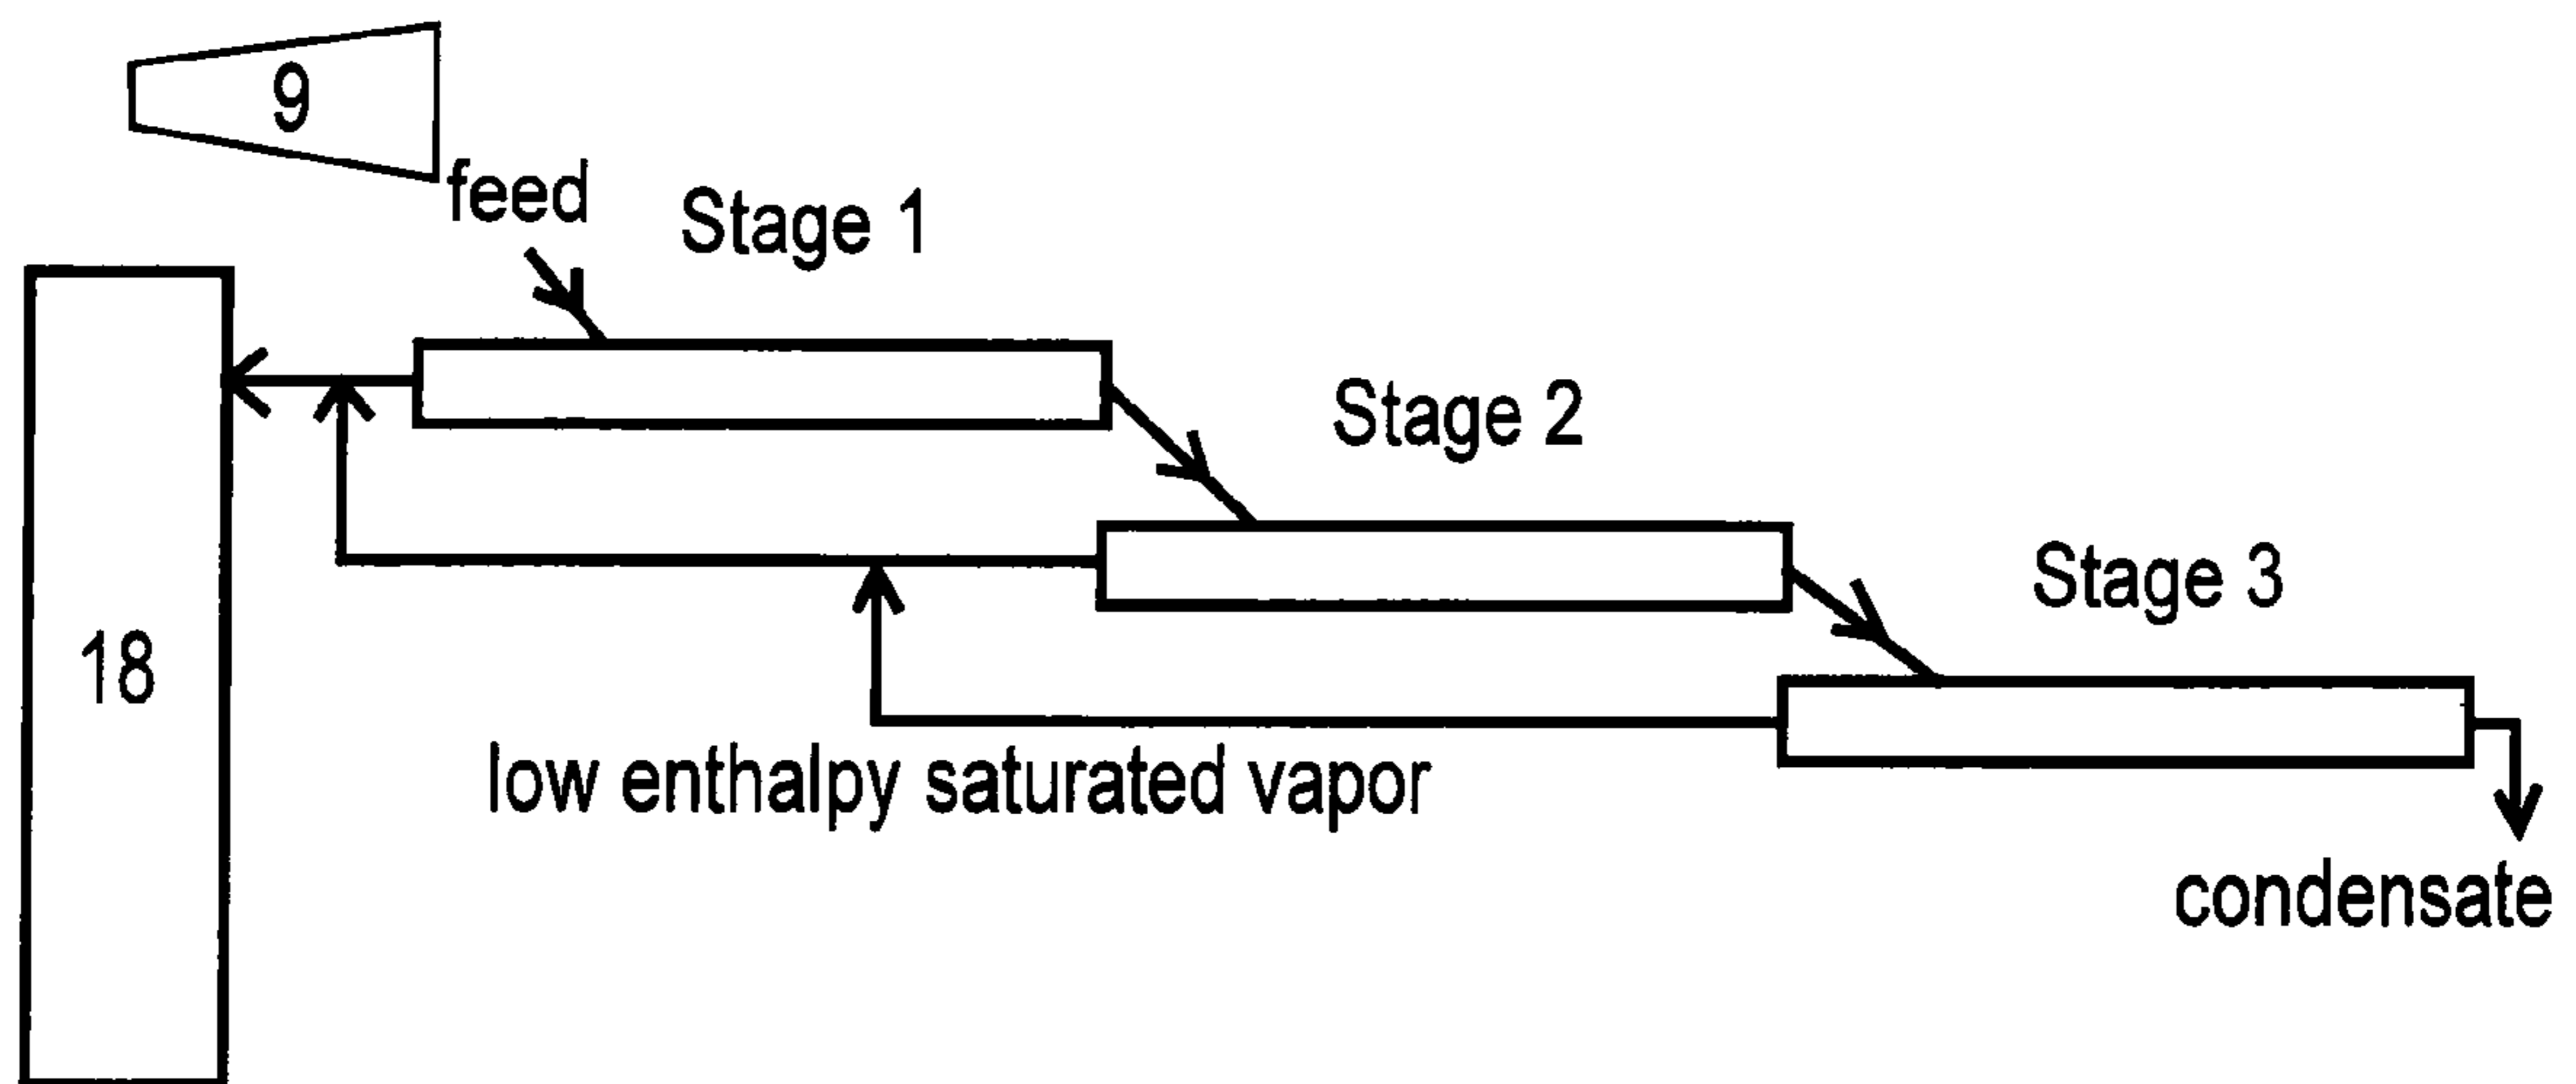 9
feed
Stage 1
Stage 2
Stage 3
18
low enthalpy saturated vapor
condensate